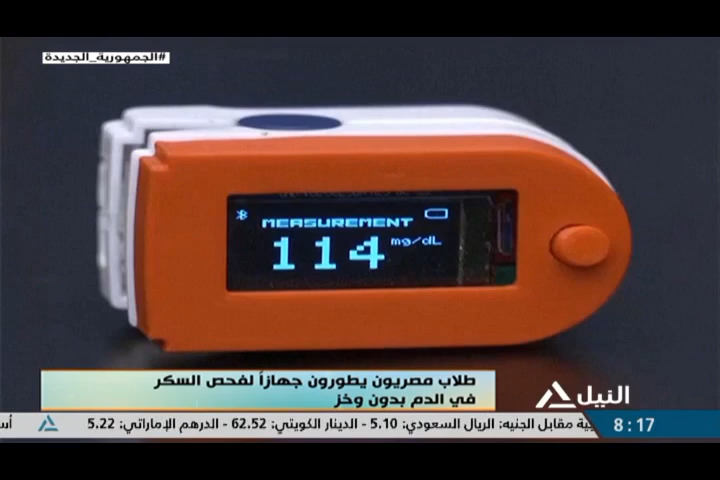 #الجمهورية_الجديدة
MEASUREMENT
114 mg/dL
طلاب مصريون يطورون جهازاً لفحص السكر
في الدم بدون وخز
النيل
مقابل الجنيه: الريال السعودي: 5.10 - الدينار الكويتي: 62.52 - الدرهم الإماراتي: 5.22
8:17